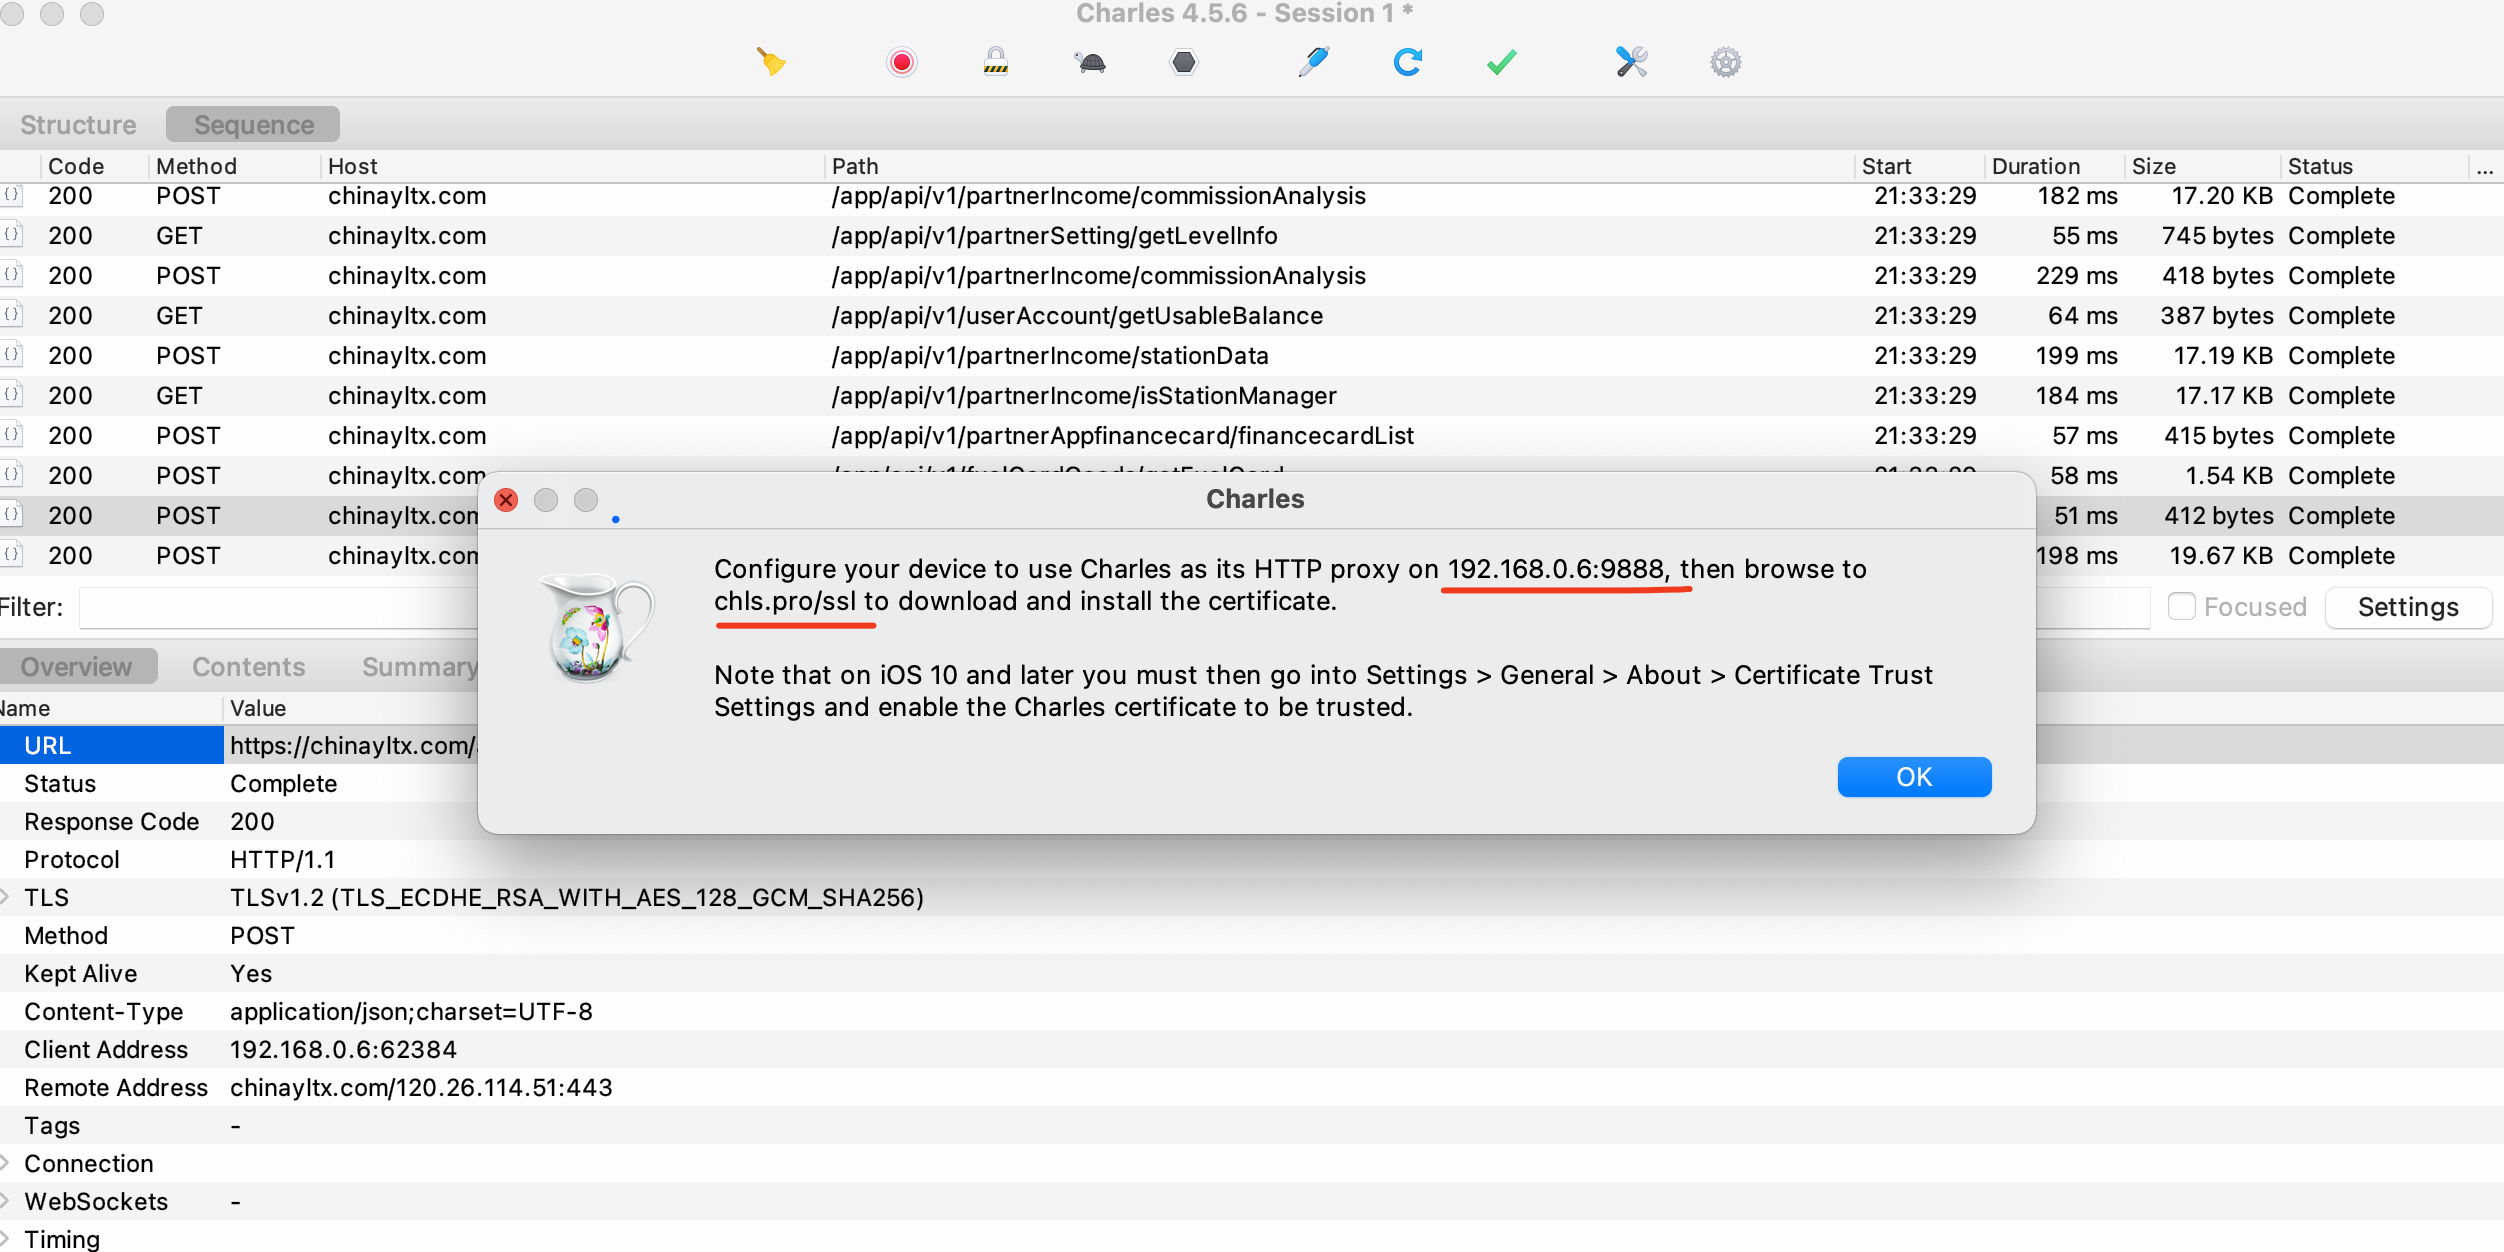 Charles 4.5.6 - Session 1 *
Structure Sequence
Code Method Host Path Start Duration Size Status ...
200 POST chinayltx.com /app/api/v1/partnerIncome/commissionAnalysis 21:33:29 182 ms 17.20 KB Complete
200 GET chinayltx.com /app/api/v1/partnerSetting/getLevelInfo 21:33:29 55 ms 745 bytes Complete
200 POST chinayltx.com /app/api/v1/partnerIncome/commissionAnalysis 21:33:29 229 ms 418 bytes Complete
200 GET chinayltx.com /app/api/v1/userAccount/getUsableBalance 21:33:29 64 ms 387 bytes Complete
200 POST chinayltx.com /app/api/v1/partnerIncome/stationData 21:33:29 199 ms 17.19 KB Complete
200 GET chinayltx.com /app/api/v1/partnerIncome/isStationManager 21:33:29 184 ms 17.17 KB Complete
200 POST chinayltx.com /app/api/v1/partnerAppfinancecard/financecardList 21:33:29 57 ms 415 bytes Complete
200 POST chinayltx.com /app/api/v1/fuelCardGoods/getFuelCard 21:33:29 58 ms 1.54 KB Complete
200 POST chinayltx.com 51 ms 412 bytes Complete
200 POST chinayltx.com 198 ms 19.67 KB Complete
Charles
Configure your device to use Charles as its HTTP proxy on 192.168.0.6:9888, then browse to
chls.pro/ssl to download and install the certificate.
Note that on iOS 10 and later you must then go into Settings > General > About > Certificate Trust
Settings and enable the Charles certificate to be trusted.
OK
Filter: Focused Settings
Overview Contents Summary
Name Value
URL https://chinayltx.com/
Status Complete
Response Code 200
Protocol HTTP/1.1
TLS TLSv1.2 (TLS_ECDHE_RSA_WITH_AES_128_GCM_SHA256)
Method POST
Kept Alive Yes
Content-Type application/json;charset=UTF-8
Client Address 192.168.0.6:62384
Remote Address chinayltx.com/120.26.114.51:443
Tags -
Connection
WebSockets -
Timing